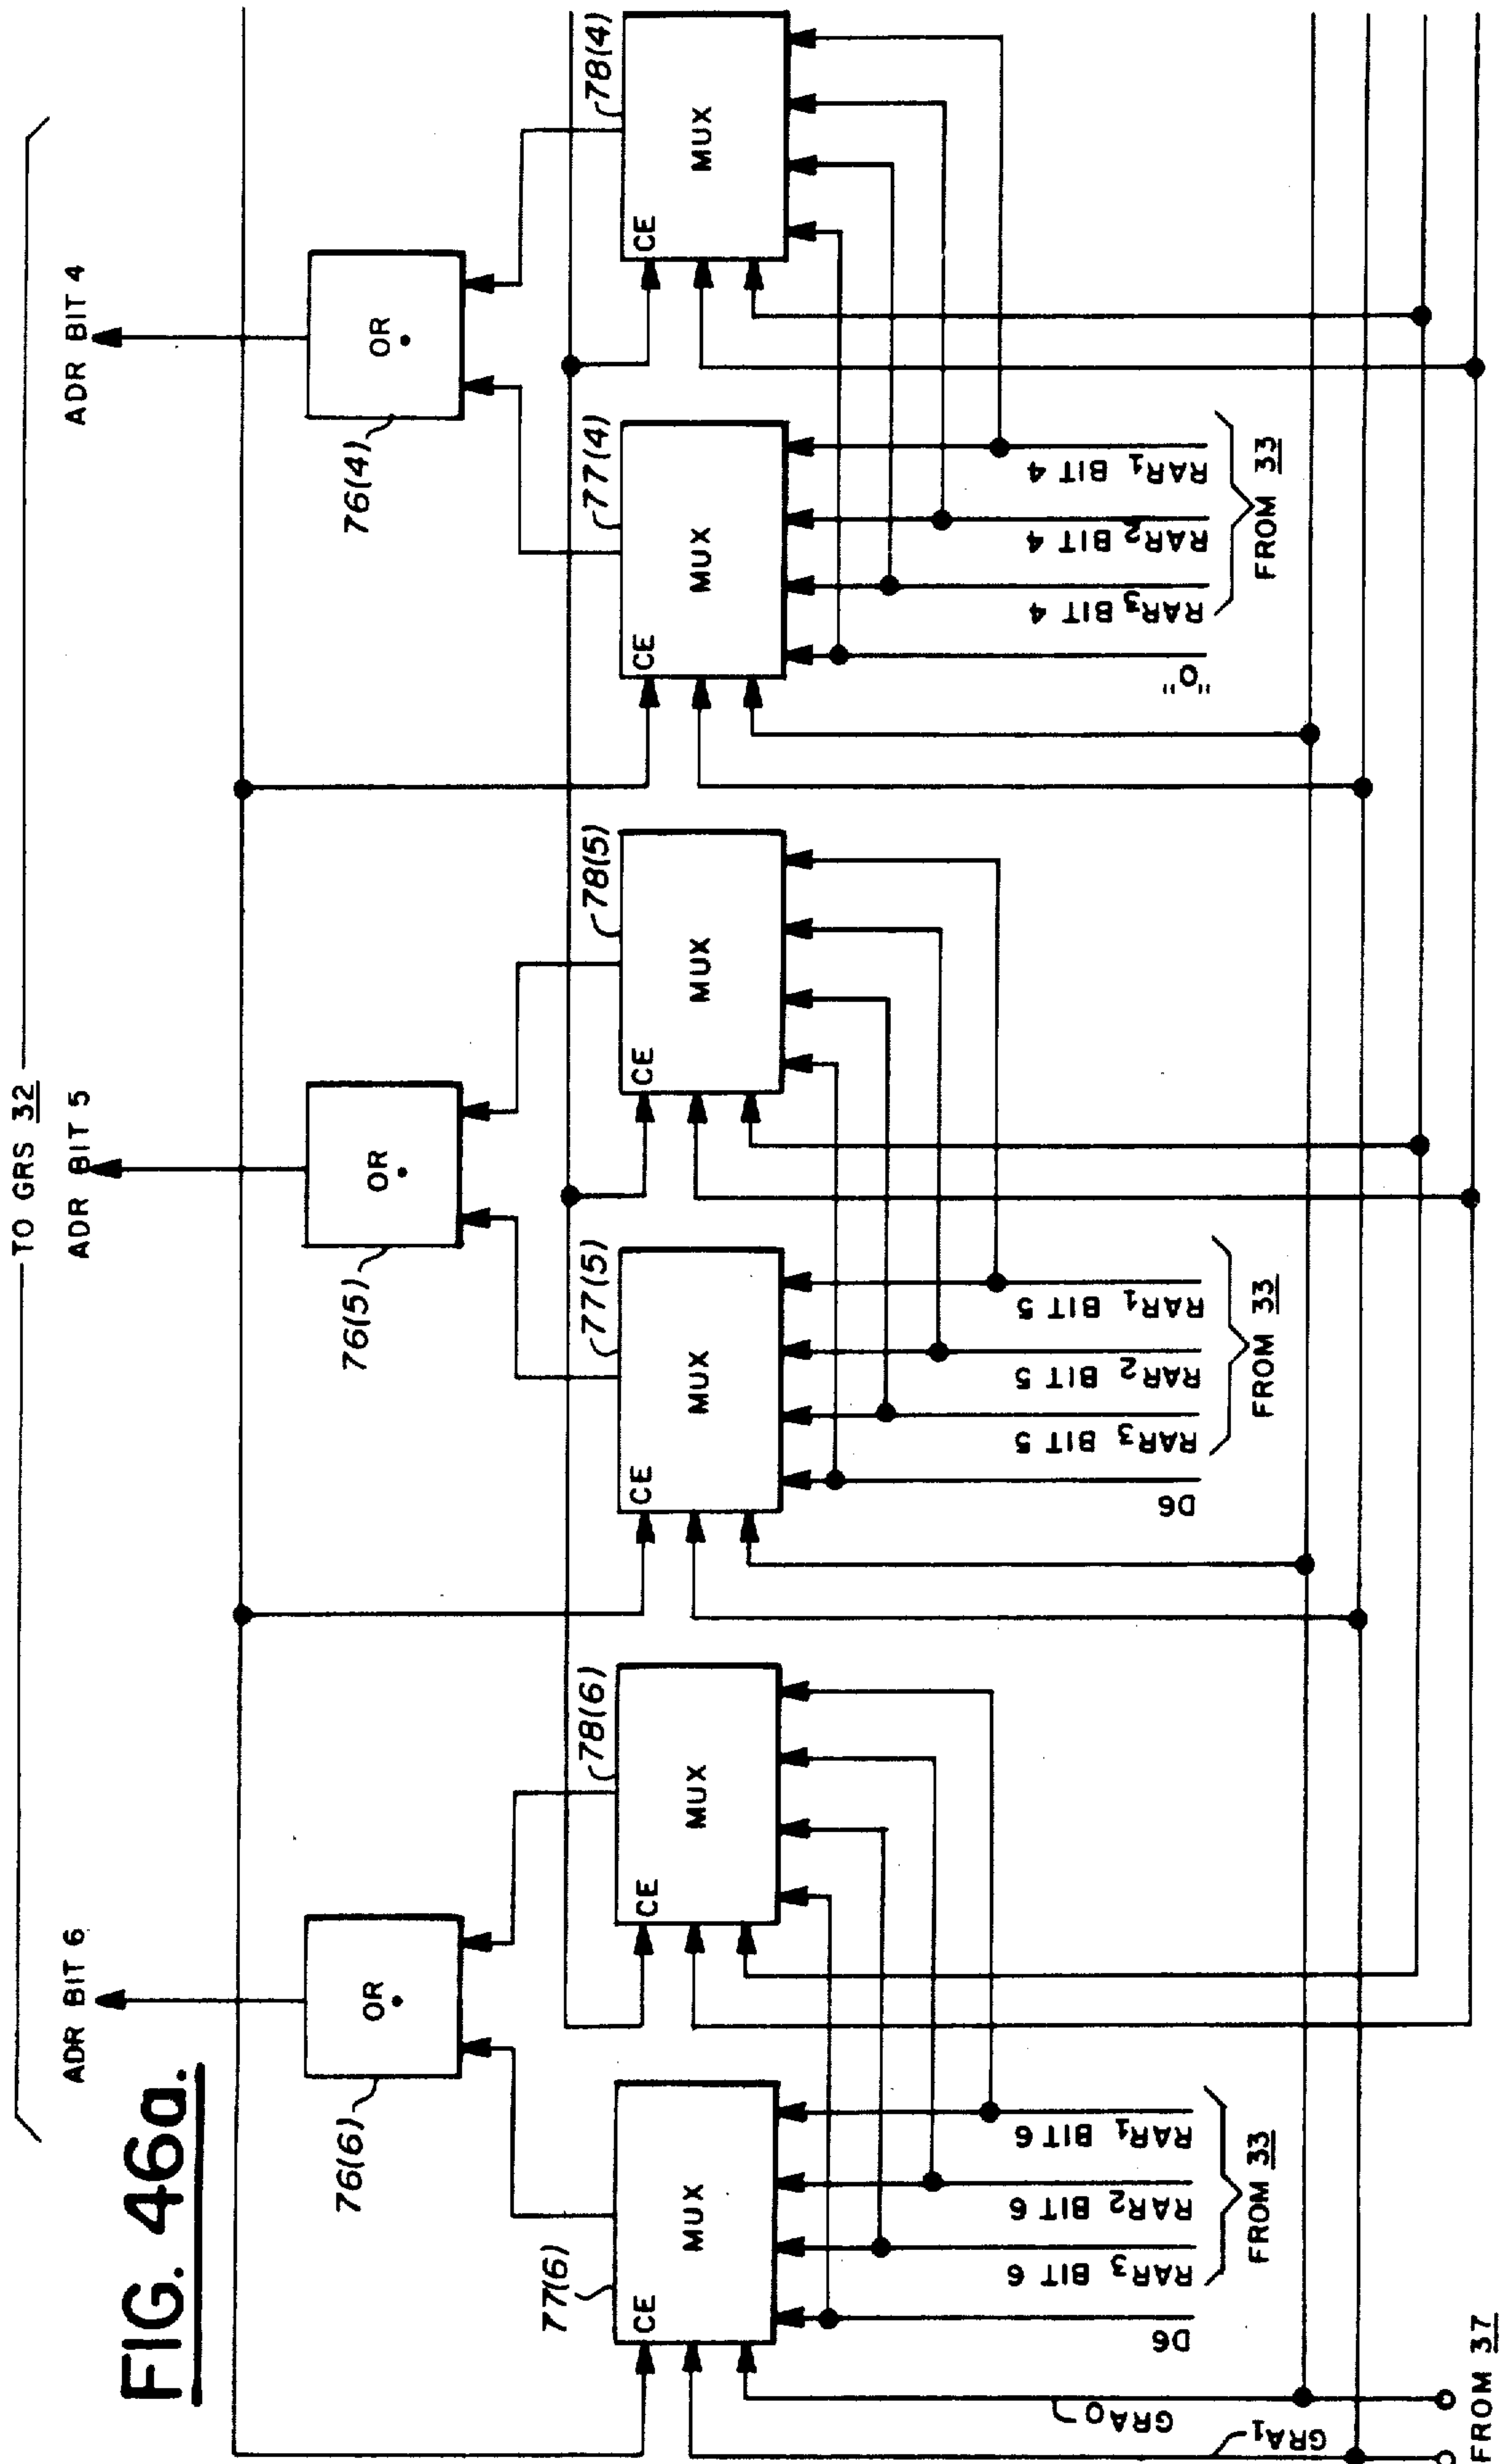 FIG. 46a.
TO GRS 32
ADR BIT 6
ADR BIT 5
ADR BIT 4
76(6)
OR
76(5)
OR
76(4)
OR
77(6)
CE
MUX
78(6)
CE
MUX
77(5)
CE
MUX
78(5)
CE
MUX
77(4)
CE
MUX
78(4)
CE
MUX
D6
RAR3 BIT 6
RAR2 BIT 6
RAR1 BIT 6
FROM 33
D6
RAR3 BIT 5
RAR2 BIT 5
RAR1 BIT 5
FROM 33
"O"
RAR3 BIT 4
RAR2 BIT 4
RAR1 BIT 4
FROM 33
GRA1
GRA0
FROM 37